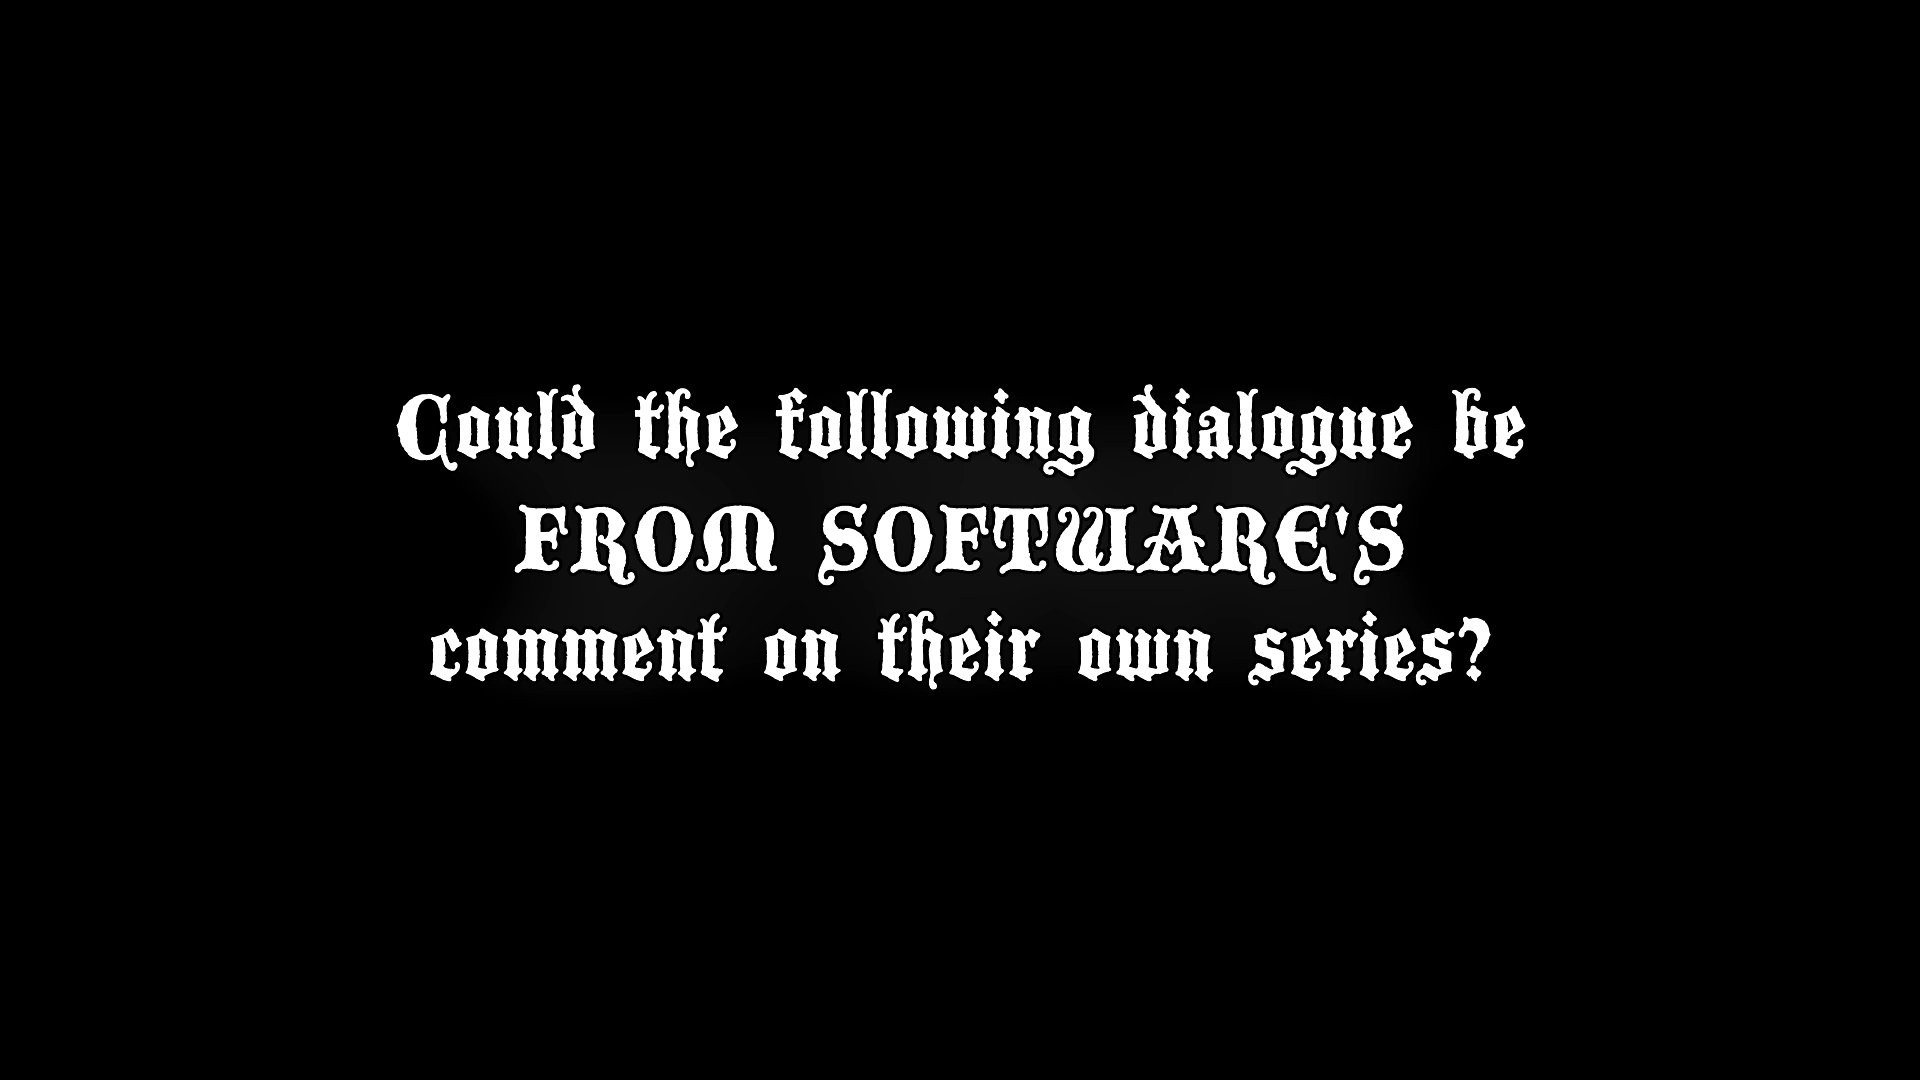 Could the following dialogue be
FROM SOFTWARE'S
comment on their own series?